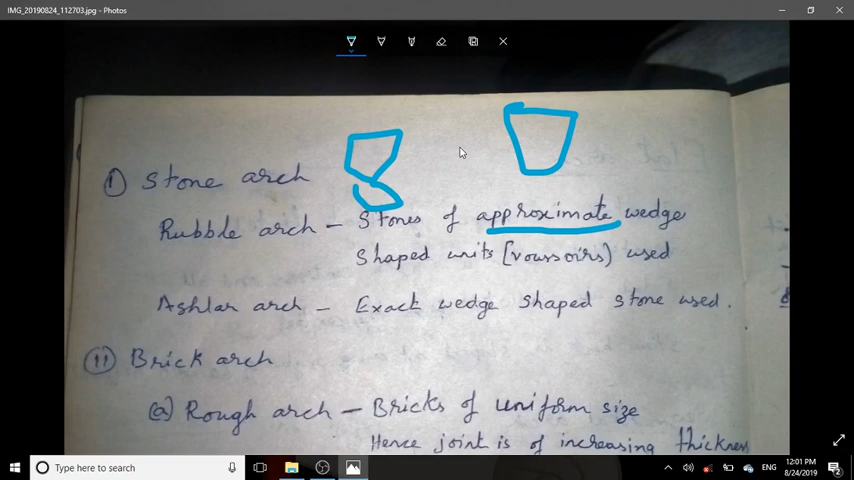 IMG_20190824_112703.jpg - Photos
I Stone arch
Rubble arch - Stones of approximate wedge
shaped units [voussoirs) used
Ashlar arch - Exact wedge shaped stone used.
II Brick arch
(a) Rough arch - Bricks of uniform size
Hence joint is of increasing thickness
Type here to search
ENG
12:01 PM
8/24/2019
2